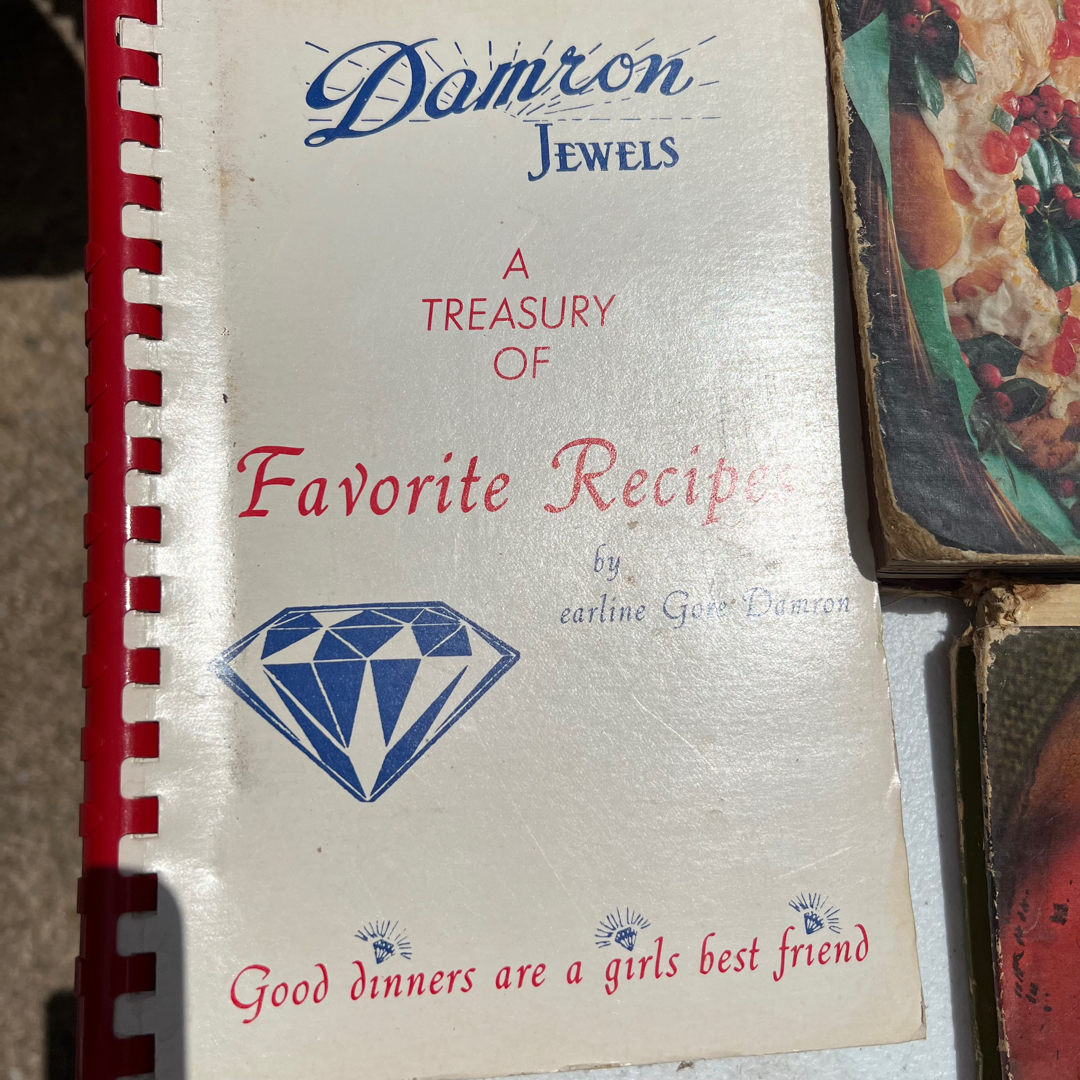 Damron
JEWELS
A
TREASURY
OF
Favorite Recipes
by
earline Gore Damron
Good dinners are a girls best friend